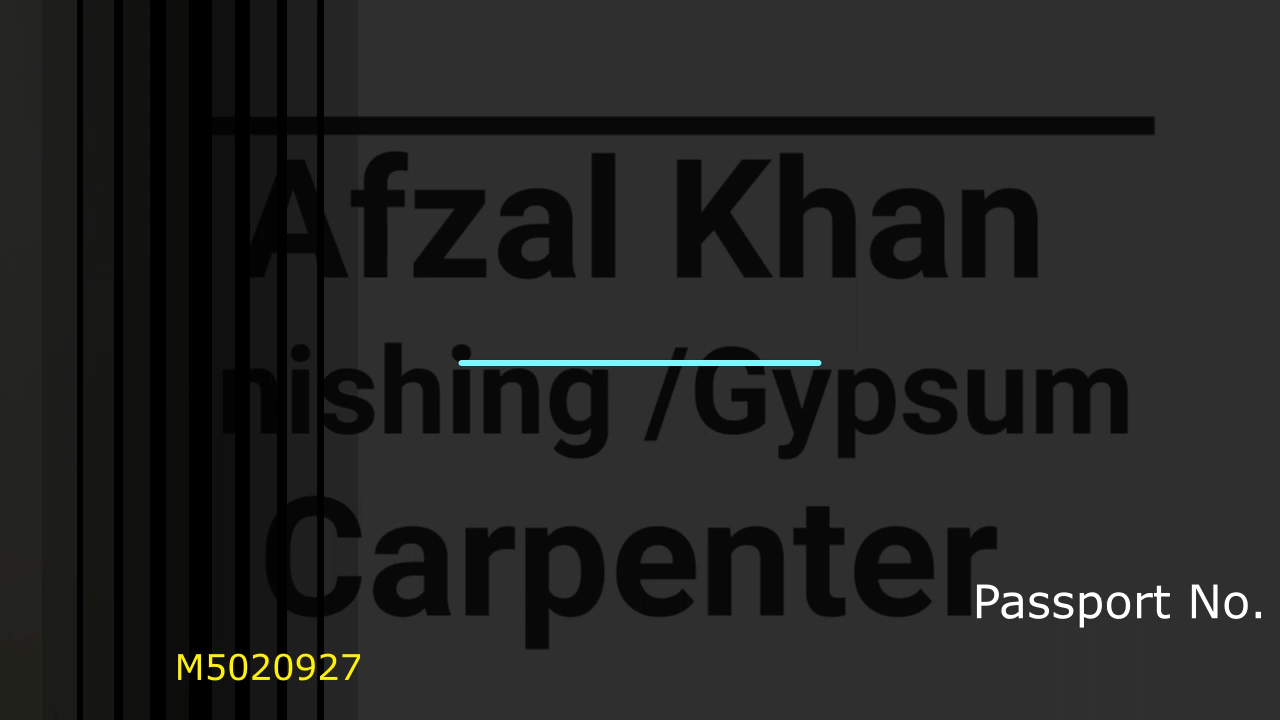 Afzal Khan
nishing /Gypsum
Carpenter
Passport No.
M5020927